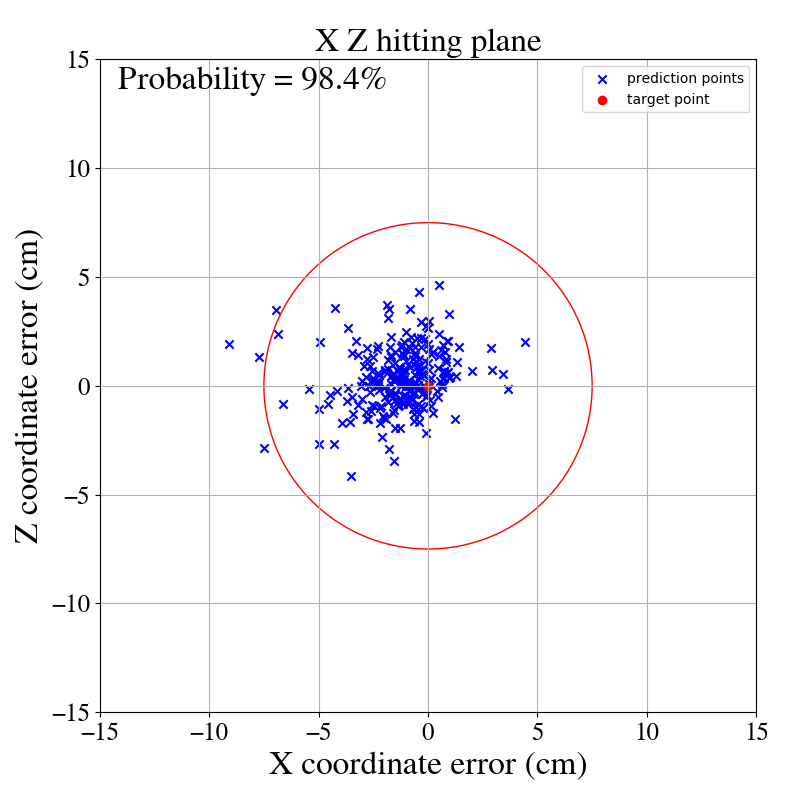 X Z hitting plane
Probability = 98.4%
prediction points
target point
15
10
5
0
−5
−10
−15
Z coordinate error (cm)
−15 −10 −5 0 5 10 15
X coordinate error (cm)